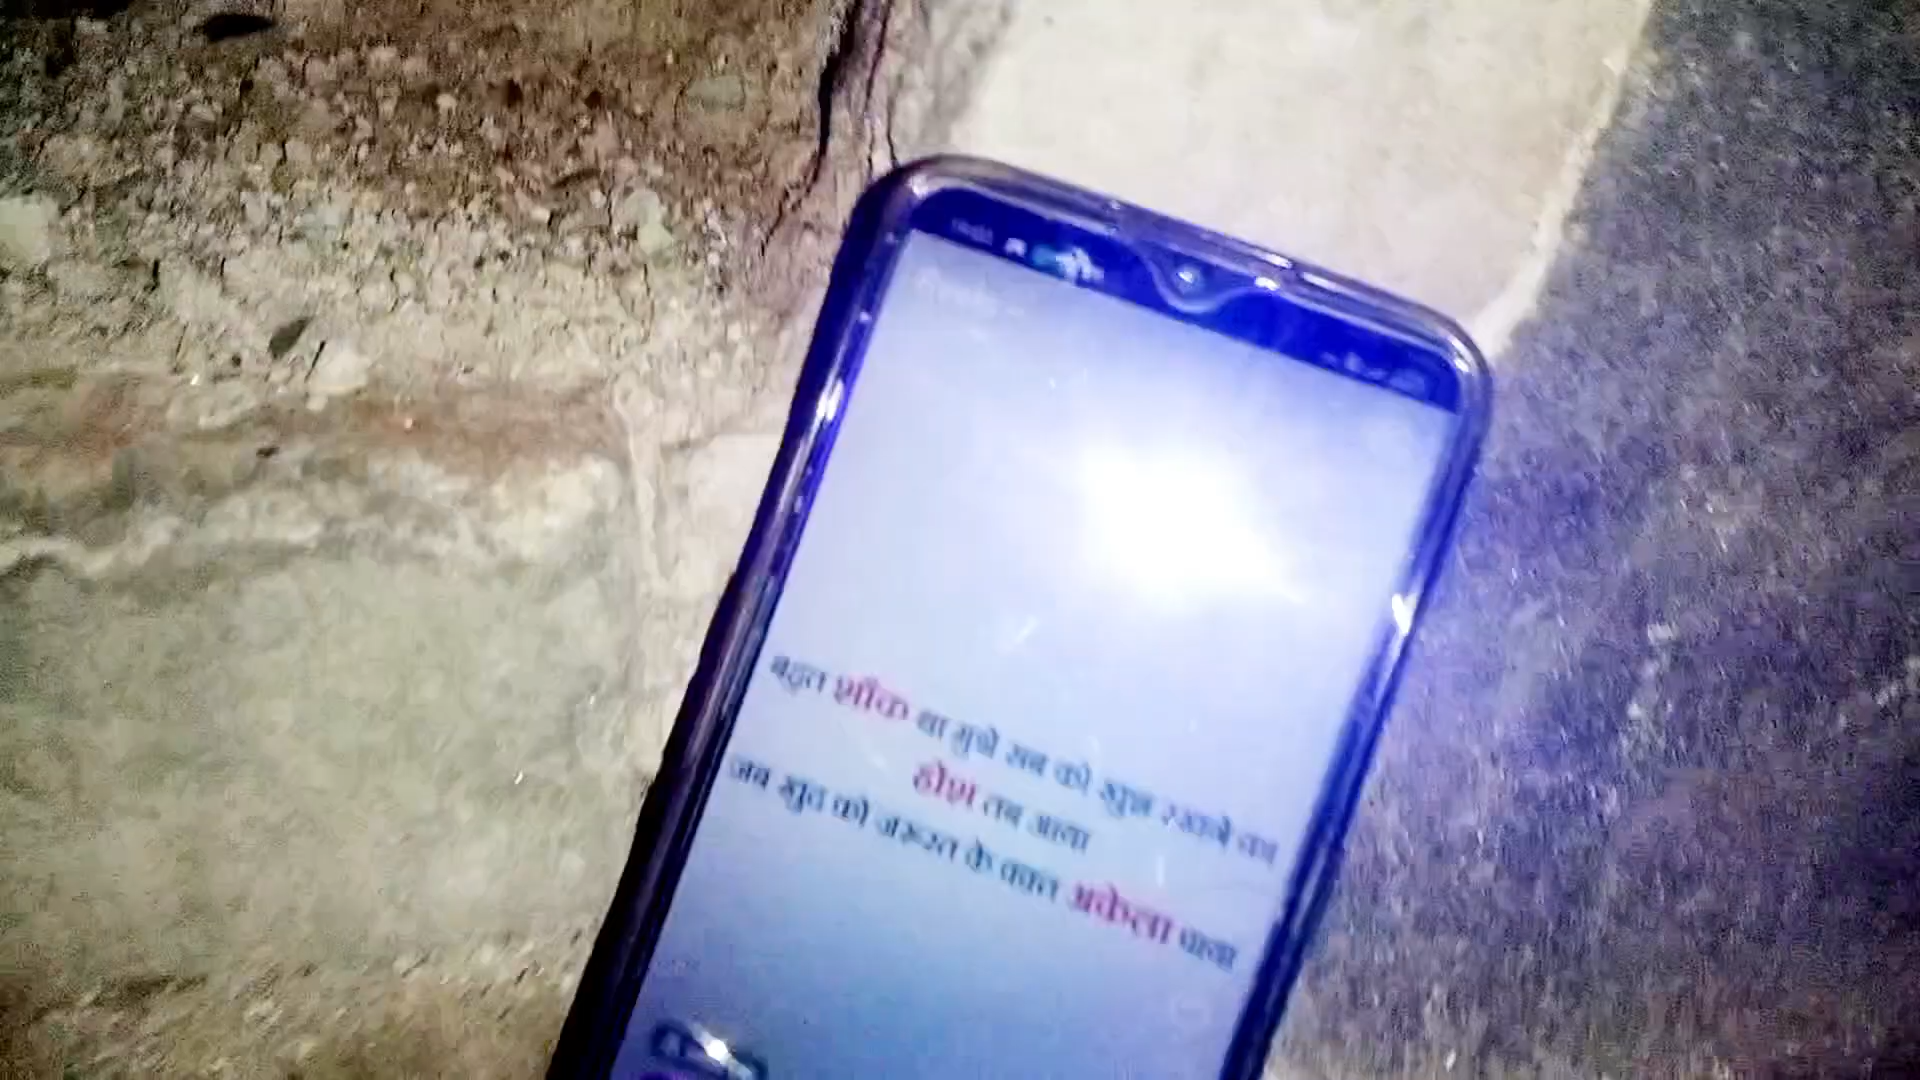 बहुत शौक था मुझे सब को खुश रखने का
होश तब आया
जब खुद को जरूरत के वक्त अकेला पाया